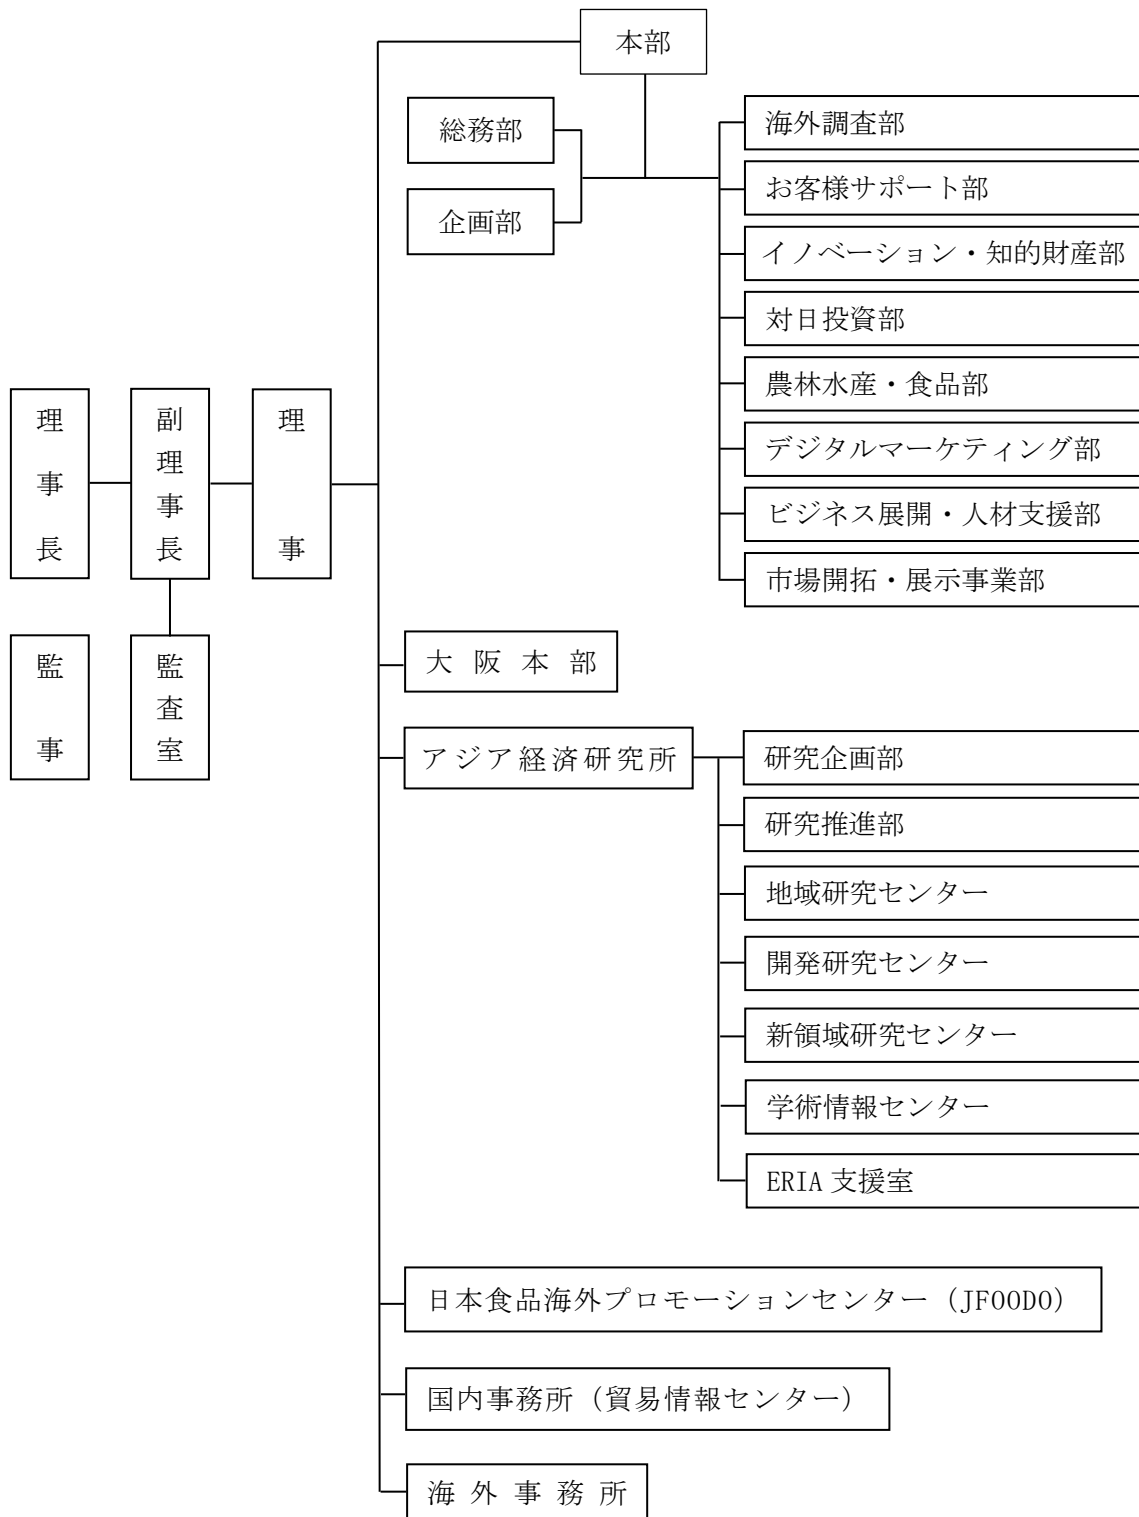 本部
総務部
企画部
海外調査部
お客様サポート部
イノベーション・知的財産部
対日投資部
農林水産・食品部
デジタルマーケティング部
ビジネス展開・人材支援部
市場開拓・展示事業部
理事長
副理事長
理事
監事
監査室
大阪本部
アジア経済研究所
研究企画部
研究推進部
地域研究センター
開発研究センター
新領域研究センター
学術情報センター
ERIA 支援室
日本食品海外プロモーションセンター（JFOODO）
国内事務所（貿易情報センター）
海外事務所